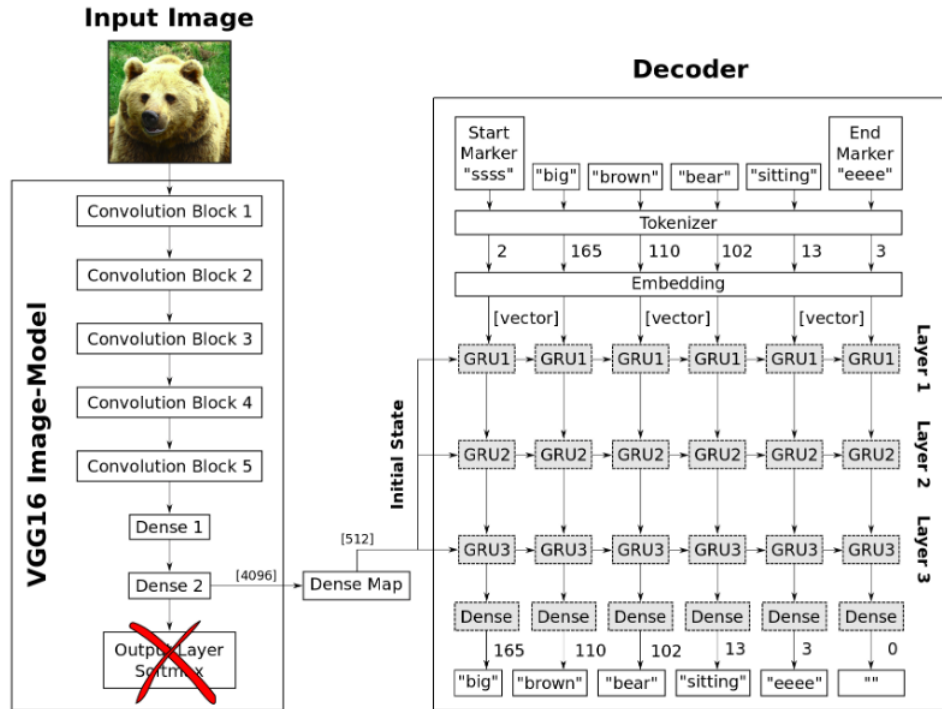 Input Image
VGG16 Image-Model
Convolution Block 1
Convolution Block 2
Convolution Block 3
Convolution Block 4
Convolution Block 5
Dense 1
Dense 2
[4096]
Dense Map
[512]
Output Layer
Softmax
Initial State
Decoder
Start
Marker
"ssss"
"big"
"brown"
"bear"
"sitting"
End
Marker
"eeee"
Tokenizer
2 165 110 102 13 3
Embedding
[vector] [vector] [vector]
GRU1 GRU1 GRU1 GRU1 GRU1 GRU1
Layer 1
GRU2 GRU2 GRU2 GRU2 GRU2 GRU2
Layer 2
GRU3 GRU3 GRU3 GRU3 GRU3 GRU3
Layer 3
Dense Dense Dense Dense Dense Dense
165 110 102 13 3 0
"big" "brown" "bear" "sitting" "eeee" ""